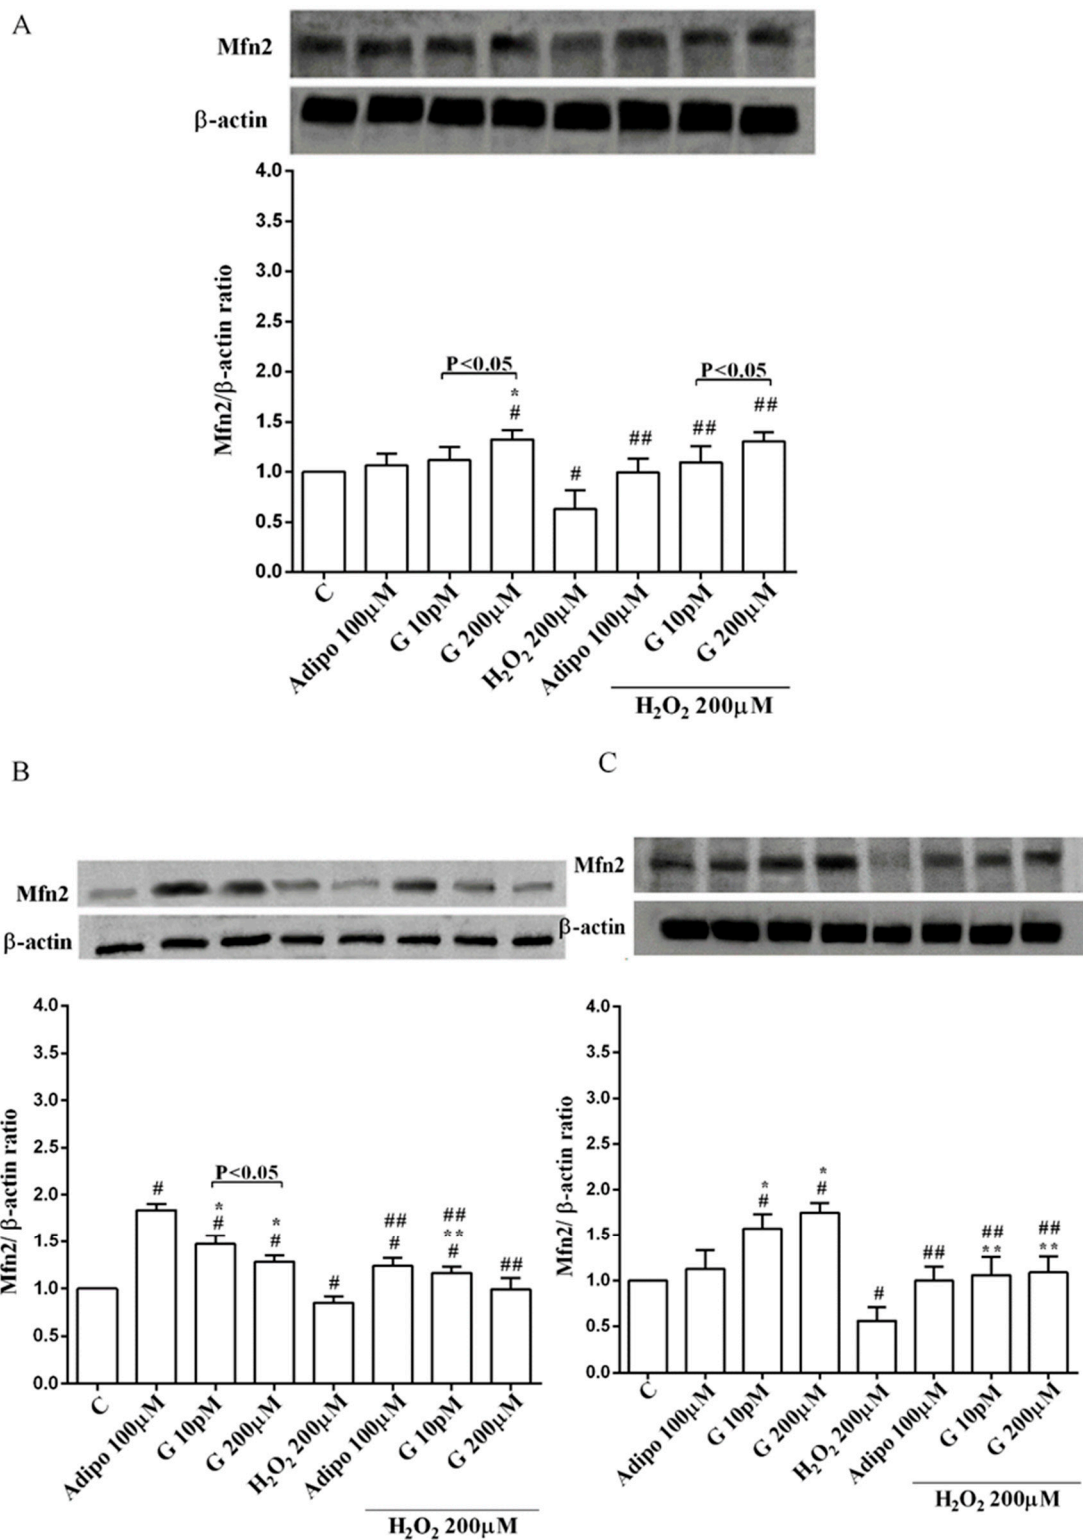 A
Mfn2
β-actin
4.0
3.5
3.0
2.5
2.0
1.5
1.0
0.5
0.0
Mfn2/β-actin ratio
P<0.05
*
#
#
##
P<0.05
##
##
C
Adipo 100μM
G 10pM
G 200μM
H₂O₂ 200μM
Adipo 100μM
G 10pM
G 200μM
H₂O₂ 200μM
B
Mfn2
β-actin
4.0
3.5
3.0
2.5
2.0
1.5
1.0
0.5
0.0
Mfn2/ β-actin ratio
#
P<0.05
*
#
*
#
#
##
#
##
**
#
##
C
Adipo 100μM
G 10pM
G 200μM
H₂O₂ 200μM
Adipo 100μM
G 10pM
G 200μM
H₂O₂ 200μM
C
Mfn2
β-actin
4.0
3.5
3.0
2.5
2.0
1.5
1.0
0.5
0.0
Mfn2/ β-actin ratio
*
#
*
#
#
##
##
**
##
**
C
Adipo 100μM
G 10pM
G 200μM
H₂O₂ 200μM
Adipo 100μM
G 10pM
G 200μM
H₂O₂ 200μM